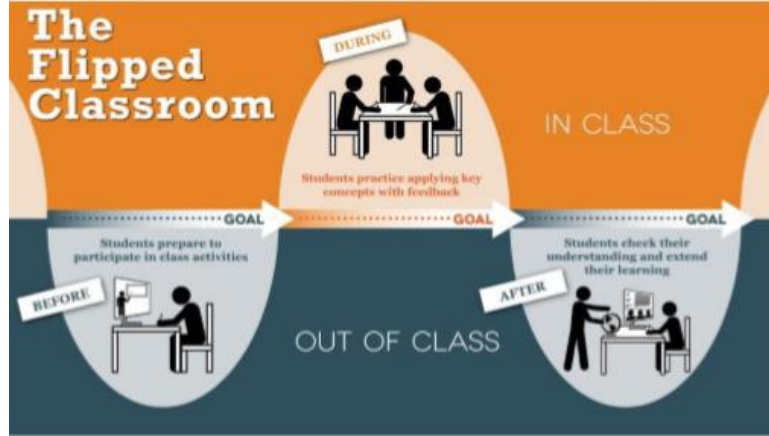 The
Flipped
Classroom
DURING
IN CLASS
Students practice applying key
concepts with feedback
GOAL
GOAL
GOAL
Students prepare to
participate in class activities
BEFORE
OUT OF CLASS
Students check their
understanding and extend
their learning
AFTER